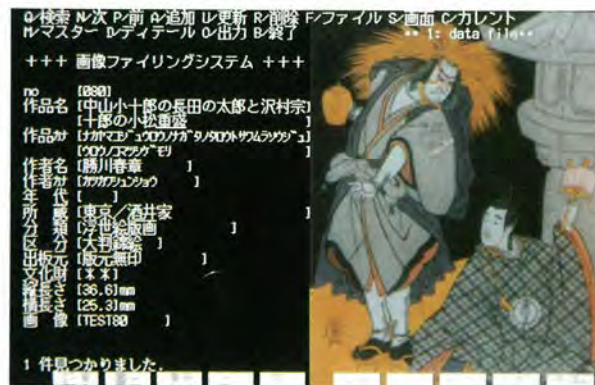 Q/検索 N/次 P/前 A/追加 U/更新 R/削除 F/ファイル S/画面 C/カレント
M/マスター D/ディテール O/出力 B/終了 ** 1: data file**
+++ 画像ファイリングシステム +++
no [080]
作品名 [中山小十郎の長田の太郎と沢村宗]
[十郎の小松重盛 ]
作品カナ [ナカヤマコジュウロウノナガタノタロウトサワムラソウジュ]
[ウロウノコマツシゲモリ ]
作者名 [勝川春章 ]
作者カナ [カツカワシュンショウ ]
年 代 [ ]
所 蔵 [東京/酒井家 ]
分 類 [浮世絵版画 ]
区 分 [大判錦絵 ]
出板元 [版元無印 ]
文化財 [**]
縦長さ [36.6]mm
横長さ [25.3]mm
画 像 [TEST80 ]
1 件見つかりました.